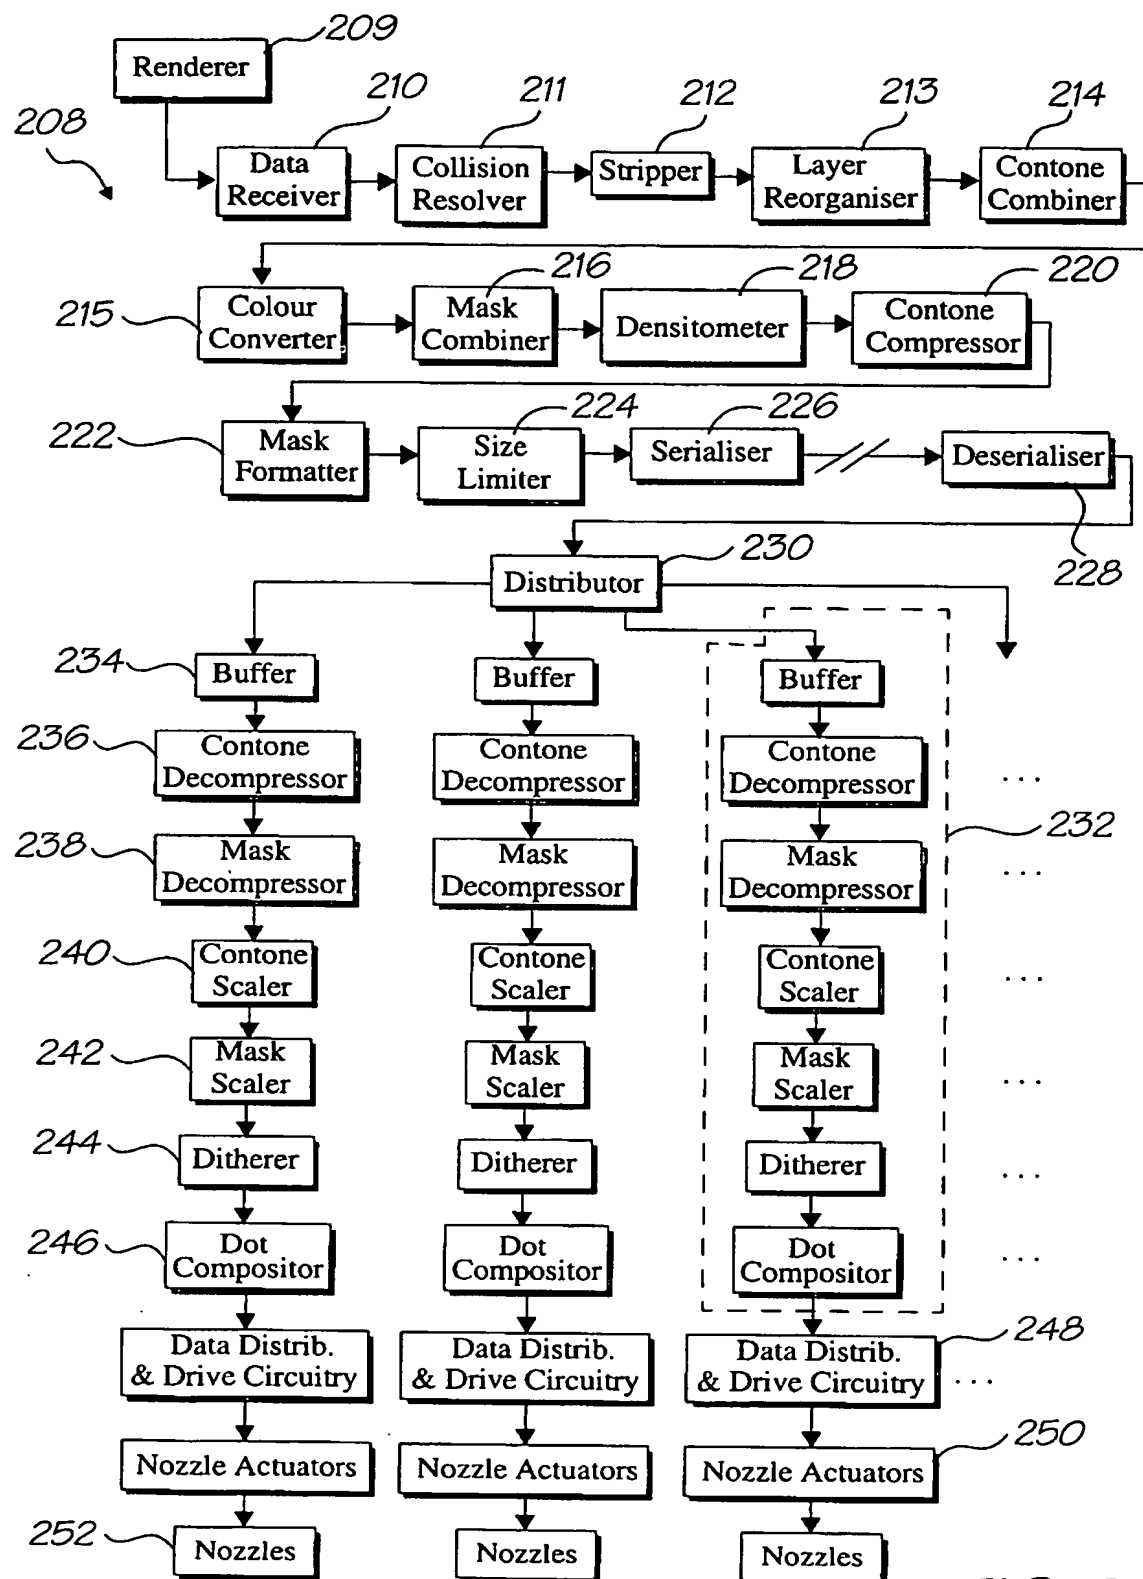 209
Renderer
208
210
211
212
213
214
Data
Receiver
Collision
Resolver
Stripper
Layer
Reorganiser
Contone
Combiner
215
216
218
220
Colour
Converter
Mask
Combiner
Densitometer
Contone
Compressor
222
224
226
Mask
Formatter
Size
Limiter
Serialiser
Deserialiser
228
230
Distributor
234
Buffer
Buffer
Buffer
236
Contone
Decompressor
Contone
Decompressor
Contone
Decompressor
...
232
238
Mask
Decompressor
Mask
Decompressor
Mask
Decompressor
...
240
Contone
Scaler
Contone
Scaler
Contone
Scaler
...
242
Mask
Scaler
Mask
Scaler
Mask
Scaler
...
244
Ditherer
Ditherer
Ditherer
...
246
Dot
Compositor
Dot
Compositor
Dot
Compositor
...
Data Distrib.
& Drive Circuitry
Data Distrib.
& Drive Circuitry
Data Distrib.
& Drive Circuitry
248
...
Nozzle Actuators
Nozzle Actuators
Nozzle Actuators
250
252
Nozzles
Nozzles
Nozzles